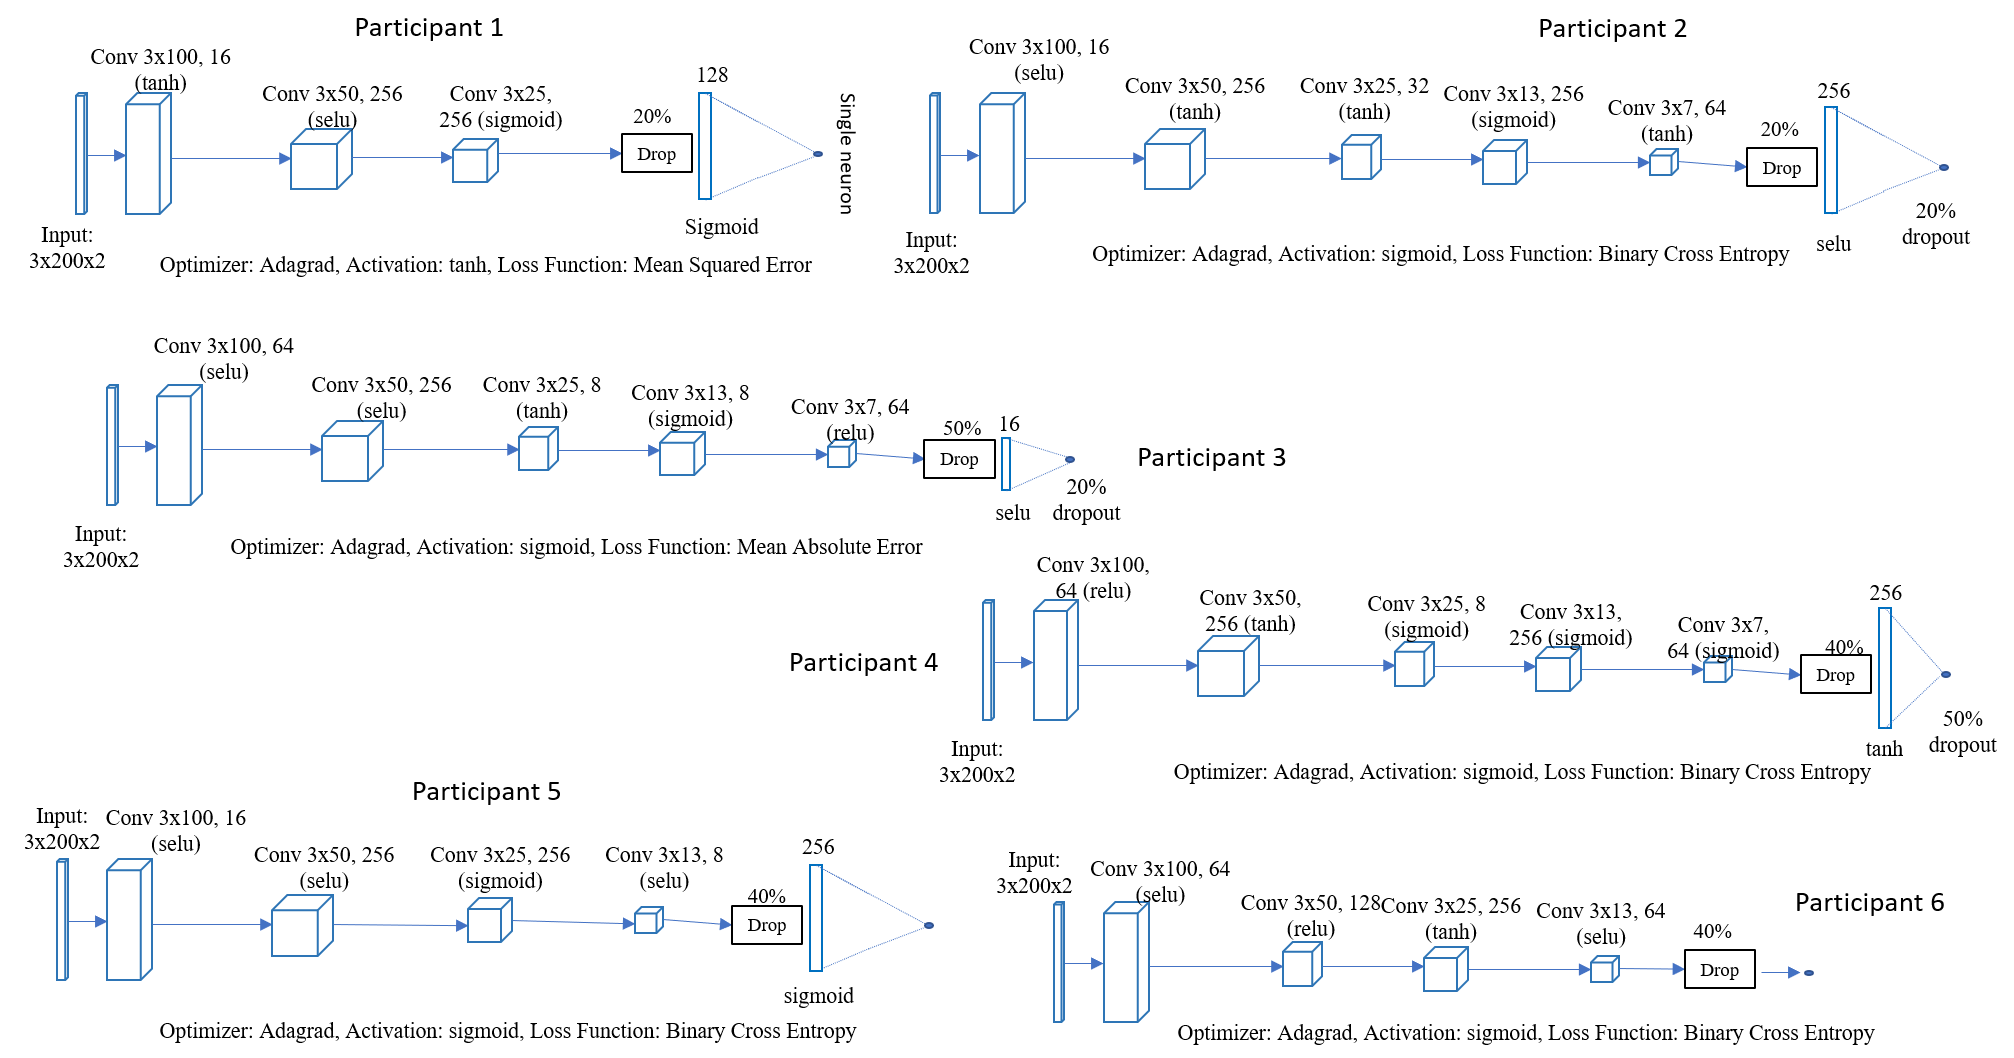 Participant 1
Conv 3x100, 16
(tanh)
Conv 3x50, 256
(selu)
Conv 3x25,
256 (sigmoid)
20%
Drop
128
Single neuron
Sigmoid
Input:
3x200x2
Optimizer: Adagrad, Activation: tanh, Loss Function: Mean Squared Error
Participant 2
Conv 3x100, 16
(selu)
Conv 3x50, 256
(tanh)
Conv 3x25, 32
(tanh)
Conv 3x13, 256
(sigmoid)
Conv 3x7, 64
(tanh)
20%
Drop
256
selu
20%
dropout
Input:
3x200x2
Optimizer: Adagrad, Activation: sigmoid, Loss Function: Binary Cross Entropy
Conv 3x100, 64
(selu)
Conv 3x50, 256
(selu)
Conv 3x25, 8
(tanh)
Conv 3x13, 8
(sigmoid)
Conv 3x7, 64
(relu)
50%
Drop
16
selu
20%
dropout
Participant 3
Input:
3x200x2
Optimizer: Adagrad, Activation: sigmoid, Loss Function: Mean Absolute Error
Participant 4
Conv 3x100,
64 (relu)
Conv 3x50,
256 (tanh)
Conv 3x25, 8
(sigmoid)
Conv 3x13,
256 (sigmoid)
Conv 3x7,
64 (sigmoid)
40%
Drop
256
tanh
50%
dropout
Input:
3x200x2
Optimizer: Adagrad, Activation: sigmoid, Loss Function: Binary Cross Entropy
Participant 5
Input:
3x200x2
Conv 3x100, 16
(selu)
Conv 3x50, 256
(selu)
Conv 3x25, 256
(sigmoid)
Conv 3x13, 8
(selu)
40%
Drop
256
sigmoid
Optimizer: Adagrad, Activation: sigmoid, Loss Function: Binary Cross Entropy
Input:
3x200x2
Conv 3x100, 64
(selu)
Conv 3x50, 128
(relu)
Conv 3x25, 256
(tanh)
Conv 3x13, 64
(selu)
40%
Drop
Participant 6
Optimizer: Adagrad, Activation: sigmoid, Loss Function: Binary Cross Entropy